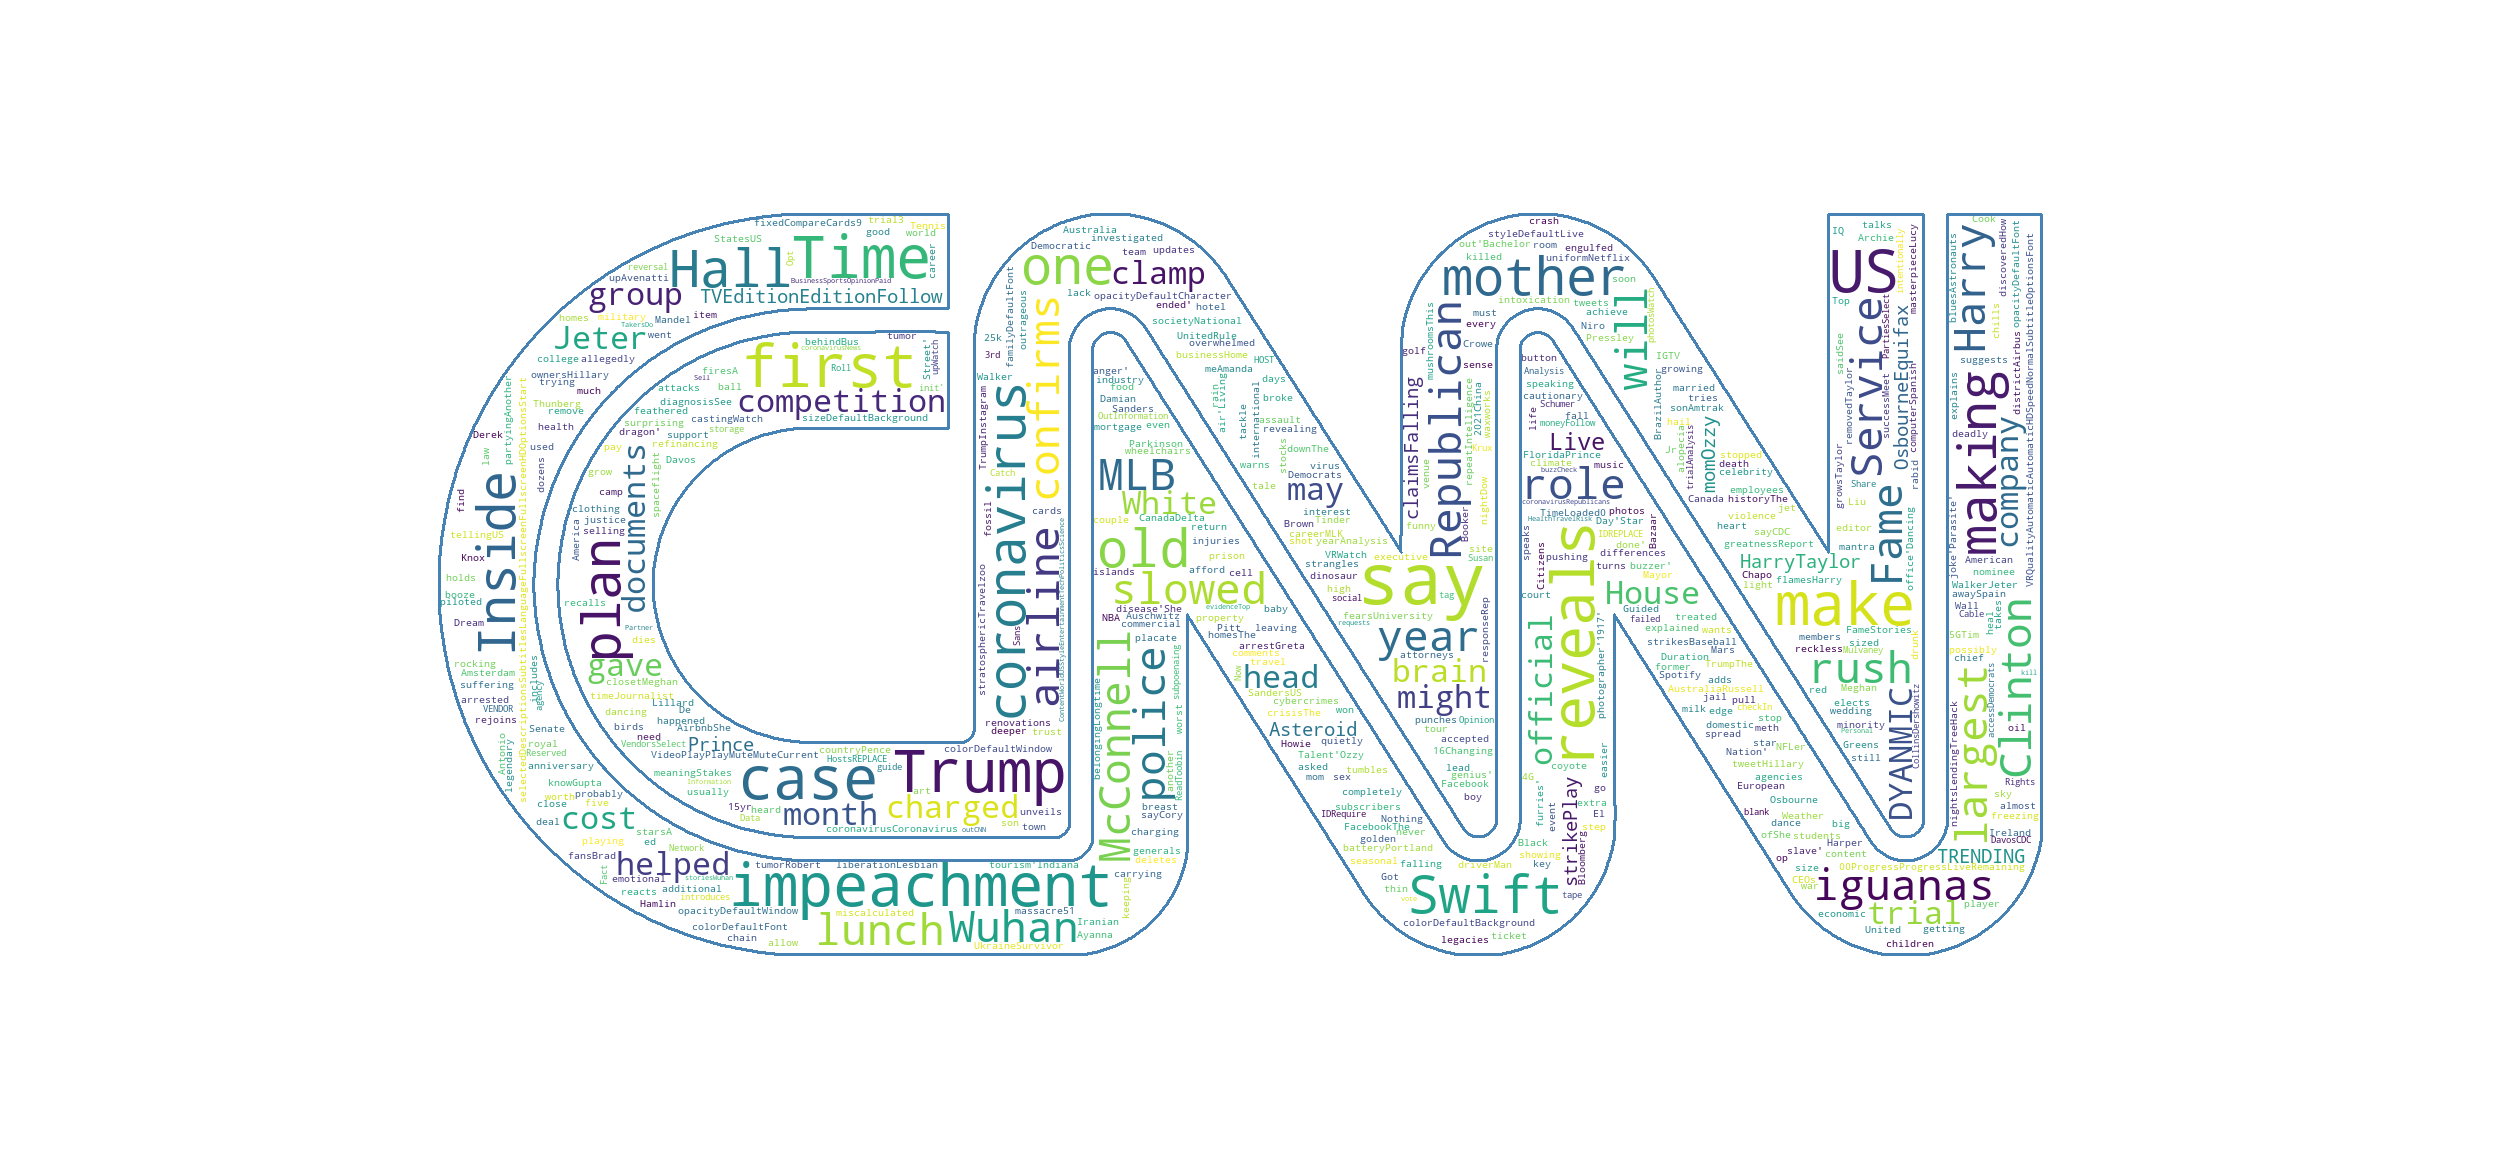 fixedCompareCards9
trial3
Tennis
StatesUS
good
world
Hall
Time
Opt
career
reversal
upAvenatti
BusinessSportsOpinionPaid
group
TVEditionEditionFollow
homes
military
TakersDo
Mandel
item
Jeter
went
college
allegedly
ownersHillary
trying
much
Thunberg
remove
health
used
dozens
partyingAnother
Derek
law
find
Inside
tellingUS
Knox
holds
booze
piloted
Dream
rocking
Amsterdam
suffering
arrested
VENDOR
rejoins
includes
agency
selectedDescriptionsSubtitlesLanguageFullscreenFullscreenHDOptionsStart
Antonio
legendary
Senate
royal
Reserved
anniversary
knowGupta
worth
probably
close
five
deal
cost
playing
starsA
ed
Network
fansBrad
helped
Fact
emotional
storiesWuhan
reacts
additional
introduces
Hamlin
tumorRobert
liberationLesbian
tourism'Indiana
impeachment
opacityDefaultWindow
miscalculated
massacre51
colorDefaultFont
lunch
Wuhan
Iranian
Ayanna
chain
allow
UkraineSurvivor
keeping
behindBus
tumor
coronavirusNews
first
Roll
Street'
upWatch
firesA
Sell
ball
init'
attacks
diagnosisSee
competition
feathered
castingWatch
sizeDefaultBackground
surprising
storage
dragon'
support
pay
refinancing
Davos
grow
documents
spaceflight
camp
clothing
justice
selling
America
plan
recalls
Partner
dies
gave
closetMeghan
timeJournalist
Lillard
dancing
De
happened
birds
AirbnbShe
need
VendorsSelect
Prince
VideoPlayPlayMuteMuteCurrent
countryPence
HostsREPLACE
guide
colorDefaultWindow
meaningStakes
Information
usually
case
Trump
art
15yr
heard
Data
month
charged
unveils
son
coronavirusCoronavirus
outCNN
town
Australia
investigated
Democratic
team
updates
one
clamp
lack
opacityDefaultCharacter
ended'
hotel
familyDefaultFont
outrageous
25k
3rd
Walker
confirms
TrumpInstagram
coronavirus
Catch
fossil
cards
airline
Sans
stratosphericTravelzoo
ContentWorldUSStyleEntertainmentTechPoliticsScience
renovations
deeper
trust
societyNational
UnitedRule
overwhelmed
businessHome
HOST
meAmanda
days
anger'
industry
food
Damian
Sanders
OutInformation
mortgage
even
rain
air'Living
tackle
international
broke
assault
revealing
Parkinson
wheelchairs
MLB
White
warns
stocks
downThe
virus
Democrats
tale
may
interest
CanadaDelta
couple
return
injuries
Brown
Tinder
careerMLK
old
shot
yearAnalysis
prison
VRWatch
strangles
islands
afford
cell
dinosaur
executive
slowed
high
social
evidenceTop
disease'She
NBA
commercial
property
baby
fearsUniversity
requests
Pitt
leaving
homesThe
arrestGreta
McConnell
police
placate
comments
travel
Now
head
SandersUS
cybercrimes
crisisThe
won
belongingLongtime
subpoenaing
worst
Asteroid
Howie
quietly
Talent'Ozzy
asked
tumbles
mom
sex
another
ReadToobin
breast
sayCory
charging
generals
deletes
carrying
completely
subscribers
IDRequire
Nothing
FacebookThe
never
golden
batteryPortland
seasonal
falling
driverMan
Got
thin
voce
Swift
colorDefaultBackground
legacies
ticket
crash
styleDefaultLive
out'Bachelor
room
engulfed
killed
uniformNetflix
mother
soon
intoxication
tweets
achieve
must
every
Niro
Pressley
Crowe
sense
golf
mushroomsThis
Republican
will
photosWatch
claimsFalling
venue
funny
Booker
repeatIntelligence
2021China
waxworks
Krux
nightDow
site
Susan
say
tag
year
attorneys
brain
might
responseRep
punches
Opinion
tour
accepted
16Changing
lead
genius'
Facebook
boy
button
Analysis
speaking
cautionary
Schumer
life
fall
moneyFollow
Live
FloridaPrince
climate
music
buzzCheck
role
coronavirusRepublicans
TimeLoaded0
photos
HealthTravelRisk
Day'Star
IDREPLACE
done'
Bazaar
speaks
Citizens
pushing
differences
turns
buzzer'
Mayor
court
House
official
reveals
photographer'1917'
4G
coyote
easier
furries'
event
strikePlay
go
extra
El
step
Black
showing
key
Bloomberg
tape
IGTV
growing
BrazilAuthor
married
tries
sonAmtrak
hail
Jr
alopecia
trialAnalysis
momOzzy
stopped
death
celebrity
employees
Canada
historyThe
violence
jet
heart
sayCDC
greatnessReport
HarryTaylor
Chapo
flamesHarry
light
make
Guided
failed
treated
explained
wants
strikesBaseball
Mars
Duration
former
TrumpThe
Spotify
adds
AustraliaRussell
jail
pull
milk
edge
checkIn
domestic
stop
meth
spread
star
Nation'
NFLer
tweetHillary
agencies
European
Osbourne
blank
Weather
dance
big
ofShe
students
slave'
Harper
op
content
size
CEOs
war
FameStories
members
sized
reckless
Mulvaney
rush
drunk
red
Meghan
elects
wedding
minority
Personal
Greens
still
DYANMIC
CollinsDershowitz
IQ
talks
Archie
intentionally
masterpieceLucy
US
Top
PartiesSelect
saidSee
Service
removedTaylor
successMeet
OsbourneEquifax
computerSpanish
rabid
growsTaylor
Share
Liu
editor
mantra
Fame
office'Dancing
Cook
bluesAstronauts
Harry
discoveredHow
opacityDefaultFont
chills
suggests
explains
making
districtAirbus
VRQualityAutomaticAutomaticHDSpeedNormalSubtitleOptionsFont
deadly
company
joke'Parasite'
American
nominee
WalkerJeter
awaySpain
Wall
Cable
heal
takes
5GTim
possibly
chief
Clinton
kill
largest
accessDemocrats
oil
nightsLendingTreeHack
Rights
sky
almost
freezing
Ireland
DavosCDC
TRENDING
00ProgressProgressLiveRemaining
iguanas
trial
economic
player
United
getting
children